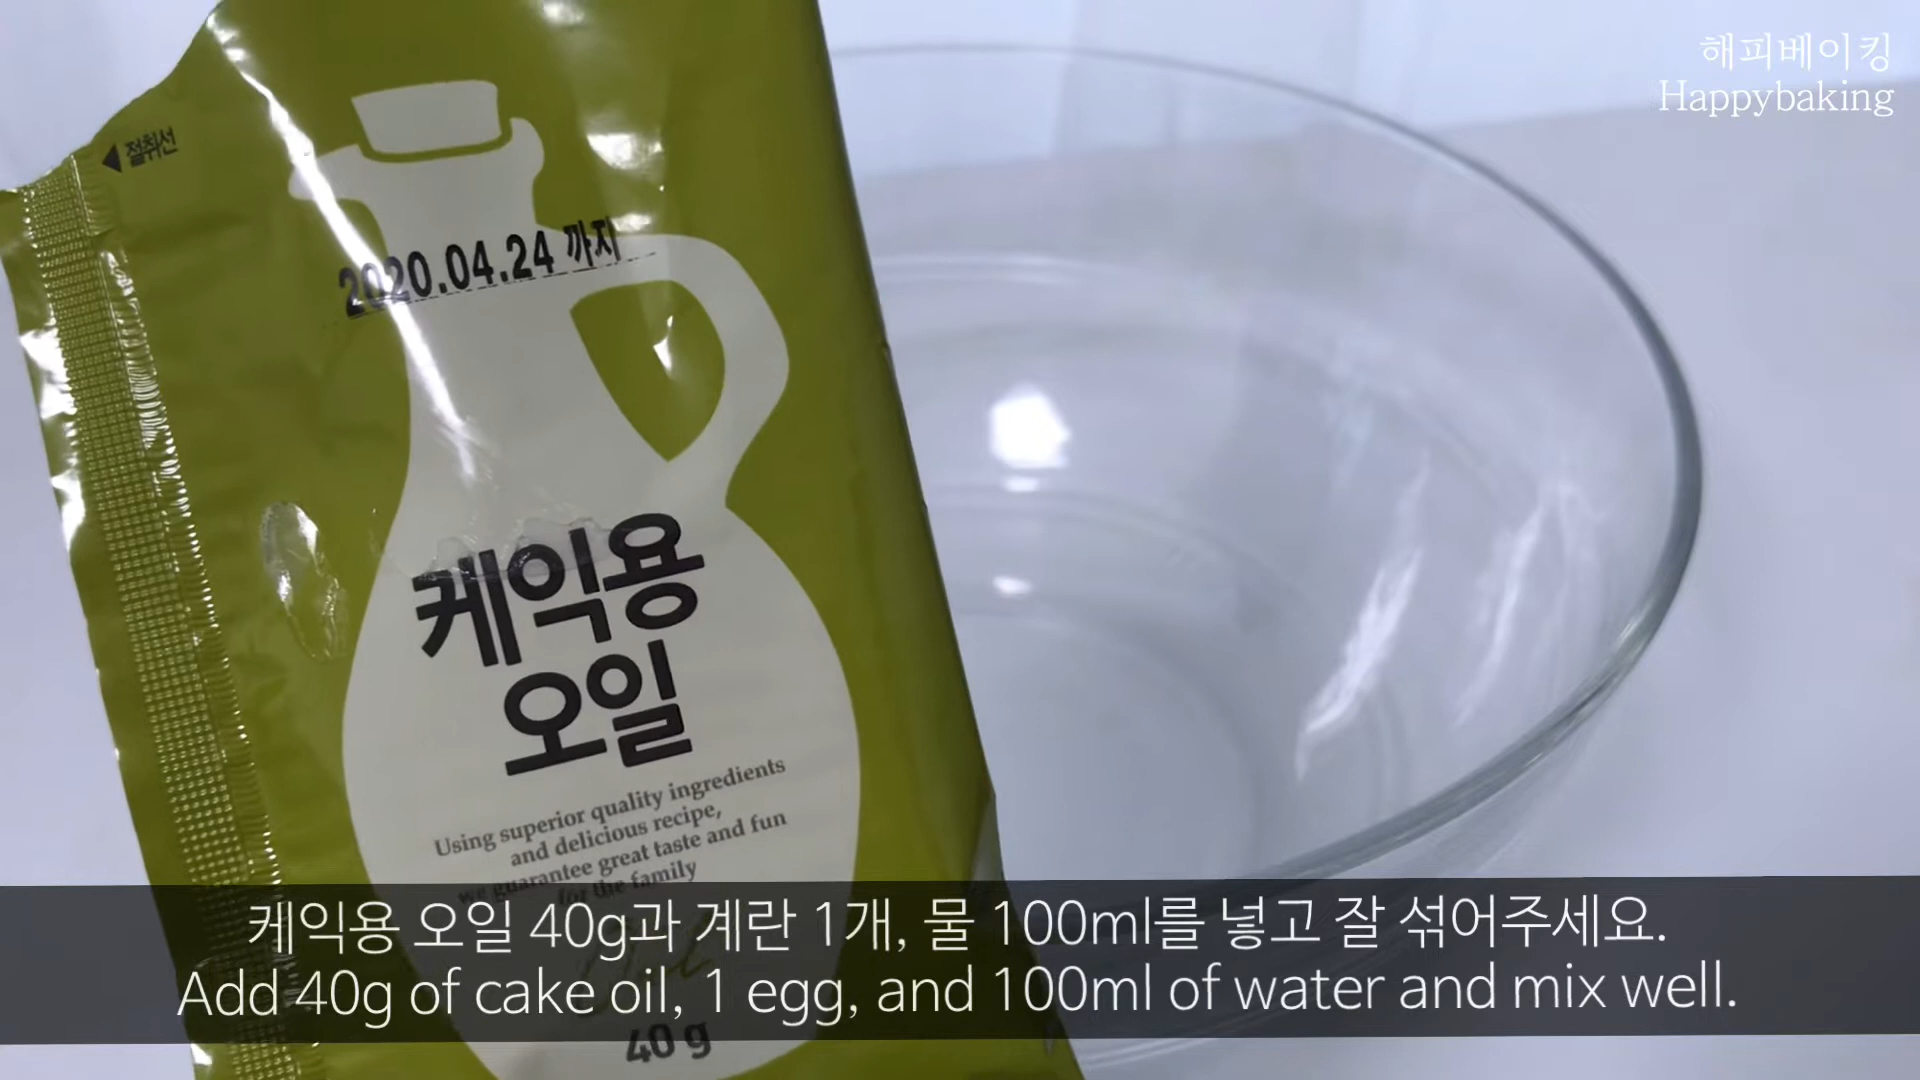 해피베이킹
Happybaking
◀절취선
2020.04.24 까지
케익용
오일
Using superior quality ingredients
and delicious recipe,
we guarantee great taste and fun
for the family
케익용 오일 40g과 계란 1개, 물 100ml를 넣고 잘 섞어주세요.
Add 40g of cake oil, 1 egg, and 100ml of water and mix well.
40 g